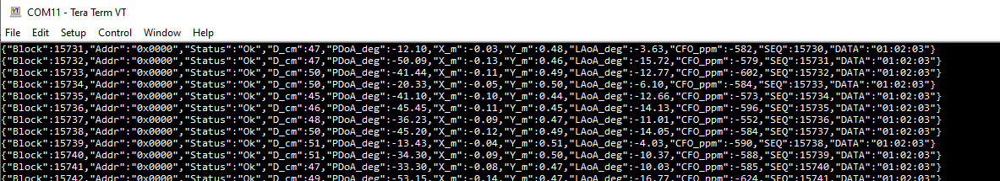 COM11 - Tera Term VT
File Edit Setup Control Window Help
{"Block":15731,"Addr":"0x0000","Status":"Ok","D_cm":47,"PDoA_deg":-12.10,"X_m":-0.03,"Y_m":0.48,"LAoA_deg":-3.63,"CFO_ppm":-582,"SEQ":15730,"DATA":"01:02:03"}
{"Block":15732,"Addr":"0x0000","Status":"Ok","D_cm":47,"PDoA_deg":-50.09,"X_m":-0.13,"Y_m":0.46,"LAoA_deg":-15.72,"CFO_ppm":-579,"SEQ":15731,"DATA":"01:02:03"}
{"Block":15733,"Addr":"0x0000","Status":"Ok","D_cm":50,"PDoA_deg":-41.44,"X_m":-0.11,"Y_m":0.49,"LAoA_deg":-12.77,"CFO_ppm":-602,"SEQ":15732,"DATA":"01:02:03"}
{"Block":15734,"Addr":"0x0000","Status":"Ok","D_cm":50,"PDoA_deg":-20.33,"X_m":-0.05,"Y_m":0.50,"LAoA_deg":-6.10,"CFO_ppm":-584,"SEQ":15733,"DATA":"01:02:03"}
{"Block":15735,"Addr":"0x0000","Status":"Ok","D_cm":45,"PDoA_deg":-41.10,"X_m":-0.10,"Y_m":0.44,"LAoA_deg":-12.66,"CFO_ppm":-573,"SEQ":15734,"DATA":"01:02:03"}
{"Block":15736,"Addr":"0x0000","Status":"Ok","D_cm":46,"PDoA_deg":-45.45,"X_m":-0.11,"Y_m":0.45,"LAoA_deg":-14.13,"CFO_ppm":-596,"SEQ":15735,"DATA":"01:02:03"}
{"Block":15737,"Addr":"0x0000","Status":"Ok","D_cm":48,"PDoA_deg":-36.23,"X_m":-0.09,"Y_m":0.47,"LAoA_deg":-11.01,"CFO_ppm":-552,"SEQ":15736,"DATA":"01:02:03"}
{"Block":15738,"Addr":"0x0000","Status":"Ok","D_cm":50,"PDoA_deg":-45.20,"X_m":-0.12,"Y_m":0.49,"LAoA_deg":-14.05,"CFO_ppm":-584,"SEQ":15737,"DATA":"01:02:03"}
{"Block":15739,"Addr":"0x0000","Status":"Ok","D_cm":51,"PDoA_deg":-13.43,"X_m":-0.04,"Y_m":0.51,"LAoA_deg":-4.03,"CFO_ppm":-590,"SEQ":15738,"DATA":"01:02:03"}
{"Block":15740,"Addr":"0x0000","Status":"Ok","D_cm":51,"PDoA_deg":-34.30,"X_m":-0.09,"Y_m":0.50,"LAoA_deg":-10.37,"CFO_ppm":-588,"SEQ":15739,"DATA":"01:02:03"}
{"Block":15741,"Addr":"0x0000","Status":"Ok","D_cm":47,"PDoA_deg":-33.30,"X_m":-0.08,"Y_m":0.47,"LAoA_deg":-10.03,"CFO_ppm":-585,"SEQ":15740,"DATA":"01:02:03"}
{"Block":15742,"Addr":"0x0000","Status":"Ok","D_cm":49,"PDoA_deg":-53.15,"X_m":-0.14,"Y_m":0.47,"LAoA_deg":-16.77,"CFO_ppm":-624,"SEQ":15741,"DATA":"01:02:03"}